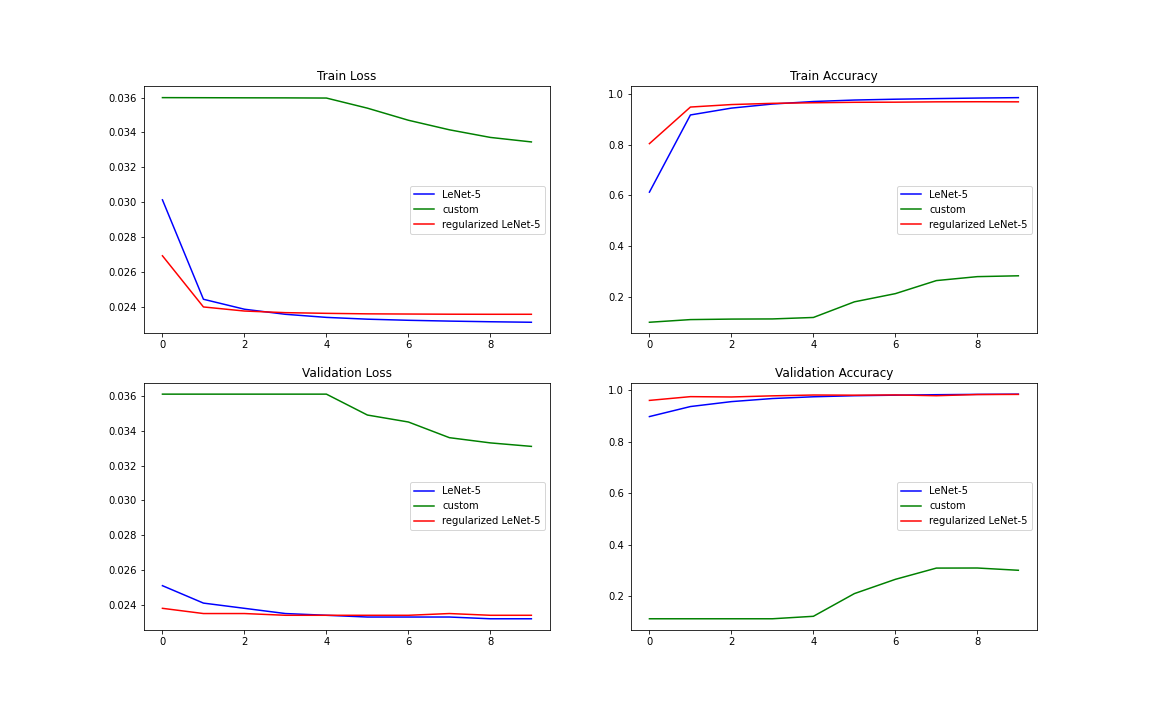 Train Loss
0.036
0.034
0.032
0.030
0.028
0.026
0.024
LeNet-5
custom
regularized LeNet-5
0 2 4 6 8
Train Accuracy
1.0
0.8
0.6
0.4
0.2
LeNet-5
custom
regularized LeNet-5
0 2 4 6 8
Validation Loss
0.036
0.034
0.032
0.030
0.028
0.026
0.024
LeNet-5
custom
regularized LeNet-5
0 2 4 6 8
Validation Accuracy
1.0
0.8
0.6
0.4
0.2
LeNet-5
custom
regularized LeNet-5
0 2 4 6 8